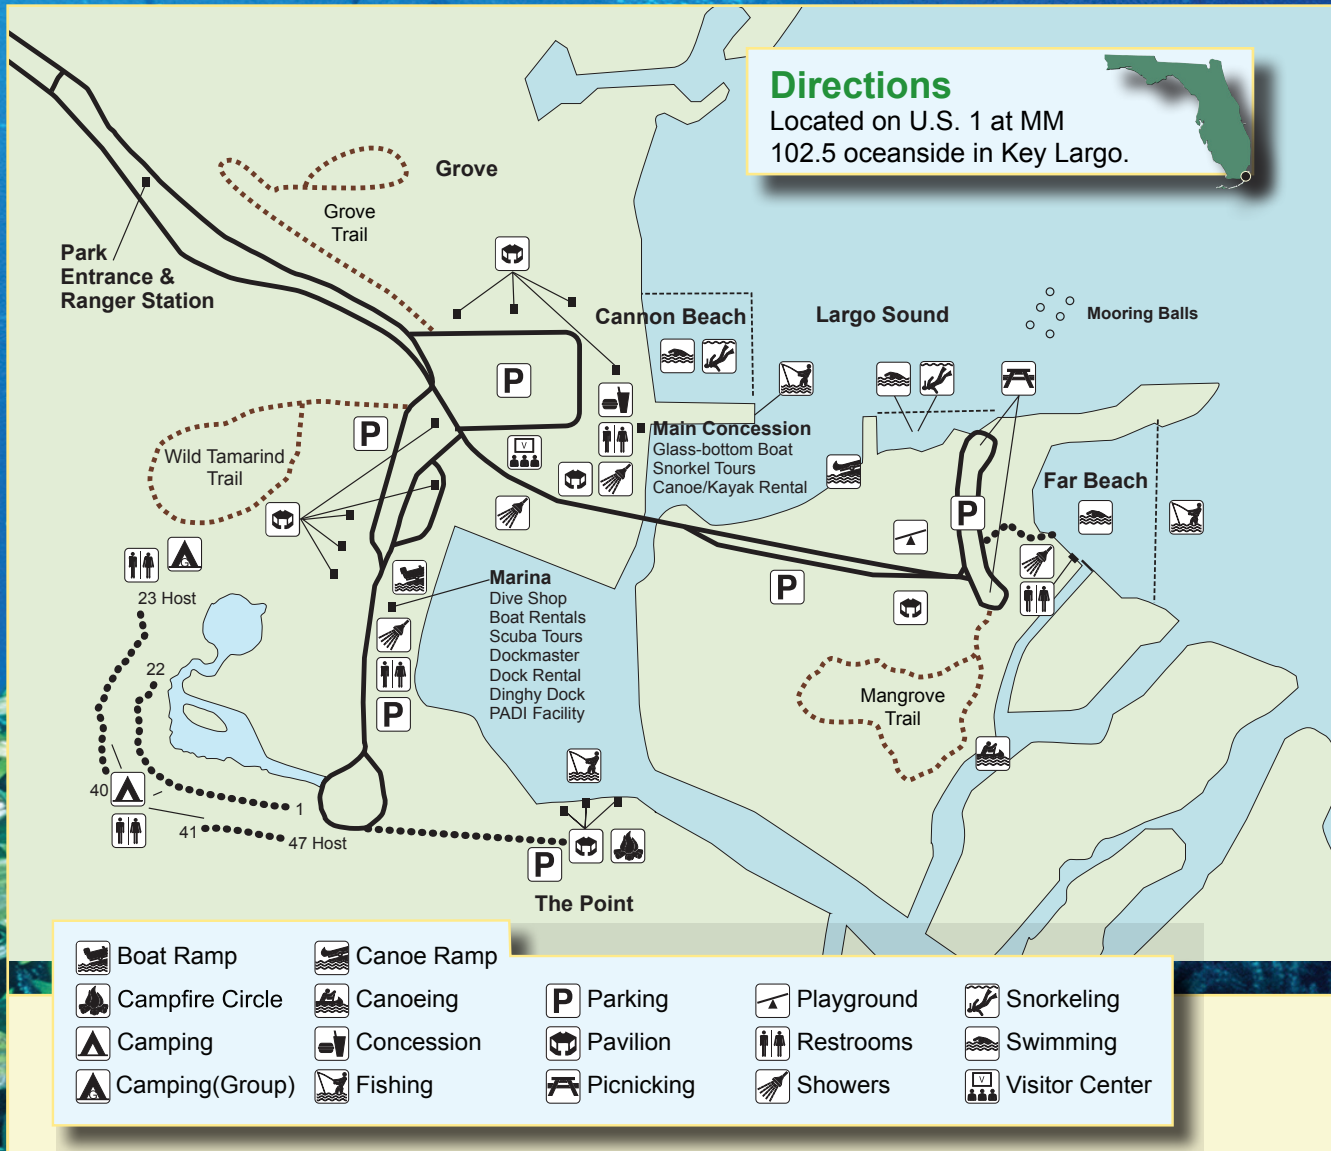 Directions
Located on U.S. 1 at MM
102.5 oceanside in Key Largo.
Grove
Grove
Trail
Park
Entrance &
Ranger Station
Cannon Beach
Largo Sound
Mooring Balls
P
P
Main Concession
Glass-bottom Boat
Snorkel Tours
Canoe/Kayak Rental
V
Wild Tamarind
Trail
Far Beach
P
P
G
23 Host
22
Marina
Dive Shop
Boat Rentals
Scuba Tours
Dockmaster
Dock Rental
Dinghy Dock
PADI Facility
P
Mangrove
Trail
40
1
41
47 Host
P
The Point
Boat Ramp
Canoe Ramp
Campfire Circle
Canoeing
P Parking
Playground
Snorkeling
Camping
Concession
Pavilion
Restrooms
Swimming
G Camping(Group)
Fishing
Picnicking
Showers
V Visitor Center